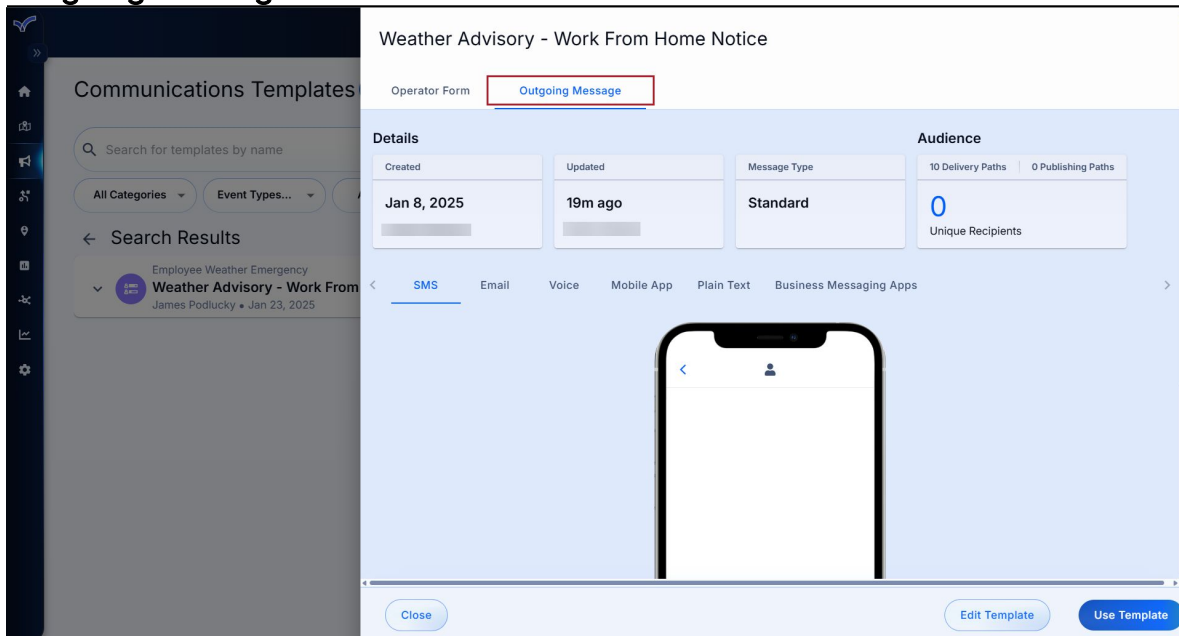 Weather Advisory - Work From Home Notice
Communications Templates
Operator Form
Outgoing Message
Search for templates by name
All Categories
Event Types...
Search Results
Employee Weather Emergency
Weather Advisory - Work From
James Podlucky • Jan 23, 2025
Details
Audience
Created
Updated
Message Type
10 Delivery Paths
0 Publishing Paths
Jan 8, 2025
19m ago
Standard
0
Unique Recipients
SMS
Email
Voice
Mobile App
Plain Text
Business Messaging Apps
Close
Edit Template
Use Template